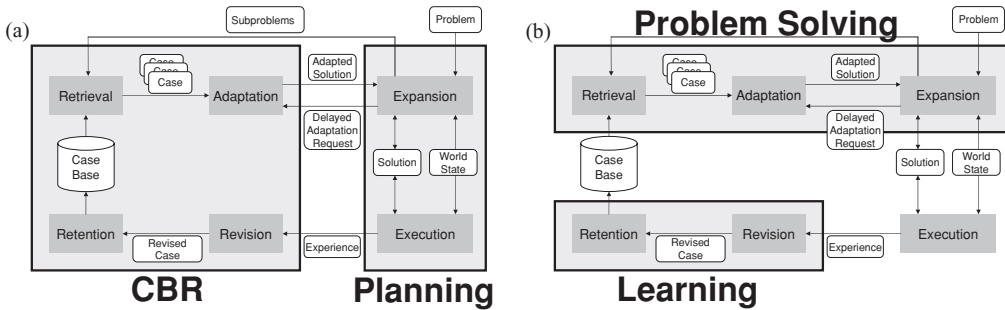 (a)
Subproblems
Problem
Retrieval
Case
Case
Case
Adaptation
Adapted
Solution
Delayed
Adaptation
Request
Expansion
Case
Base
Solution
World
State
Retention
Revised
Case
Revision
Experience
Execution
CBR
Planning
(b)
Problem Solving
Problem
Retrieval
Case
Case
Case
Adaptation
Adapted
Solution
Delayed
Adaptation
Request
Expansion
Case
Base
Solution
World
State
Retention
Revised
Case
Revision
Experience
Execution
Learning